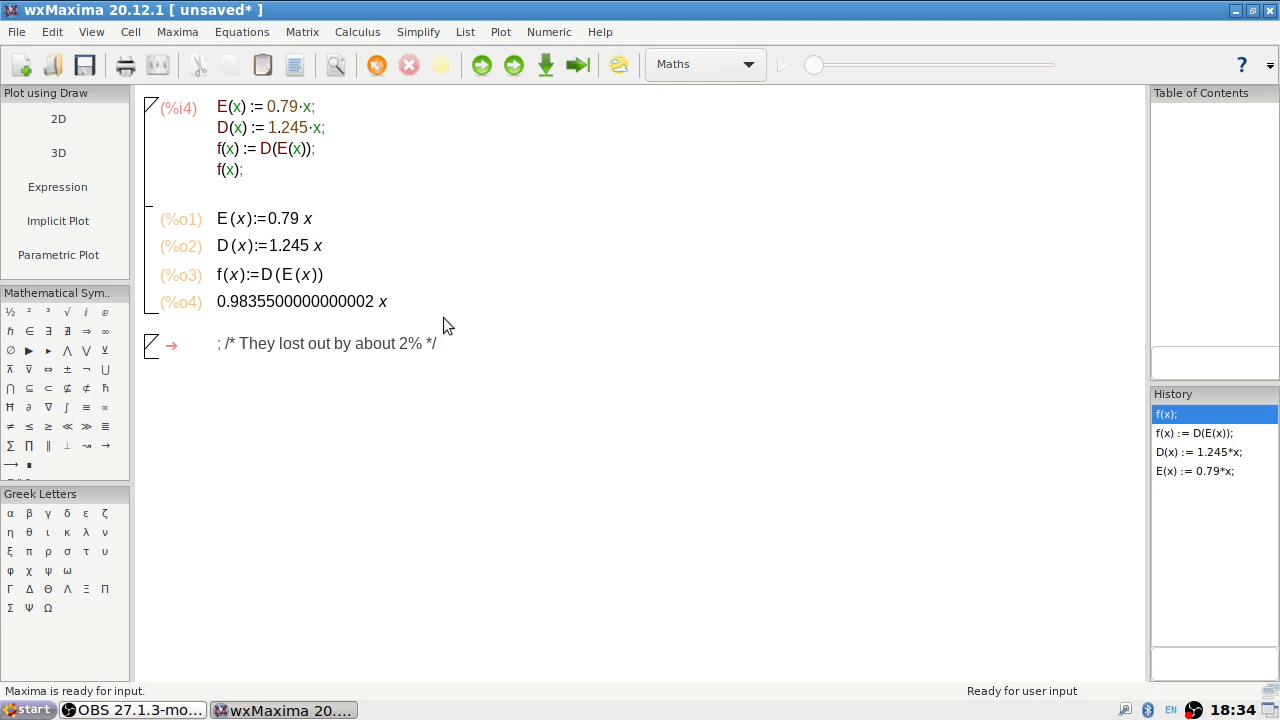 wxMaxima 20.12.1 [ unsaved* ]
File Edit View Cell Maxima Equations Matrix Calculus Simplify List Plot Numeric Help
Maths
?
Plot using Draw
2D
3D
Expression
Implicit Plot
Parametric Plot
Mathematical Sym..
½ ² ³ √ ⅈ ⅇ
ℏ ∈ ∃ ∄ ⇒ ∞
∅ ▶ ▸ ⋀ ⋁ ⊻
⊼ ⊽ ⇔ ± ¬ ⋃
⋂ ⊆ ⊂ ⊈ ⊄ ħ
Ħ ∂ ∇ ∫ ≅ ∝
≠ ≤ ≥ ≪ ≫ ≣
∑ ∏ ∥ ⟂ ↝ →
⟶ ∎
Greek Letters
α β γ δ ε ζ
η θ ι κ λ ν
ξ π ρ σ τ υ
φ χ ψ ω
Γ Δ Θ Λ Ξ Π
Σ Ψ Ω
(%i4) E(x) := 0.79·x;
D(x) := 1.245·x;
f(x) := D(E(x));
f(x);
(%o1) E(x):=0.79 x
(%o2) D(x):=1.245 x
(%o3) f(x):=D(E(x))
(%o4) 0.9835500000000002 x
➔ ; /* They lost out by about 2% */
Table of Contents
History
f(x);
f(x) := D(E(x));
D(x) := 1.245*x;
E(x) := 0.79*x;
Maxima is ready for input.
Ready for user input
start
OBS 27.1.3-mo...
wxMaxima 20....
EN
18:34